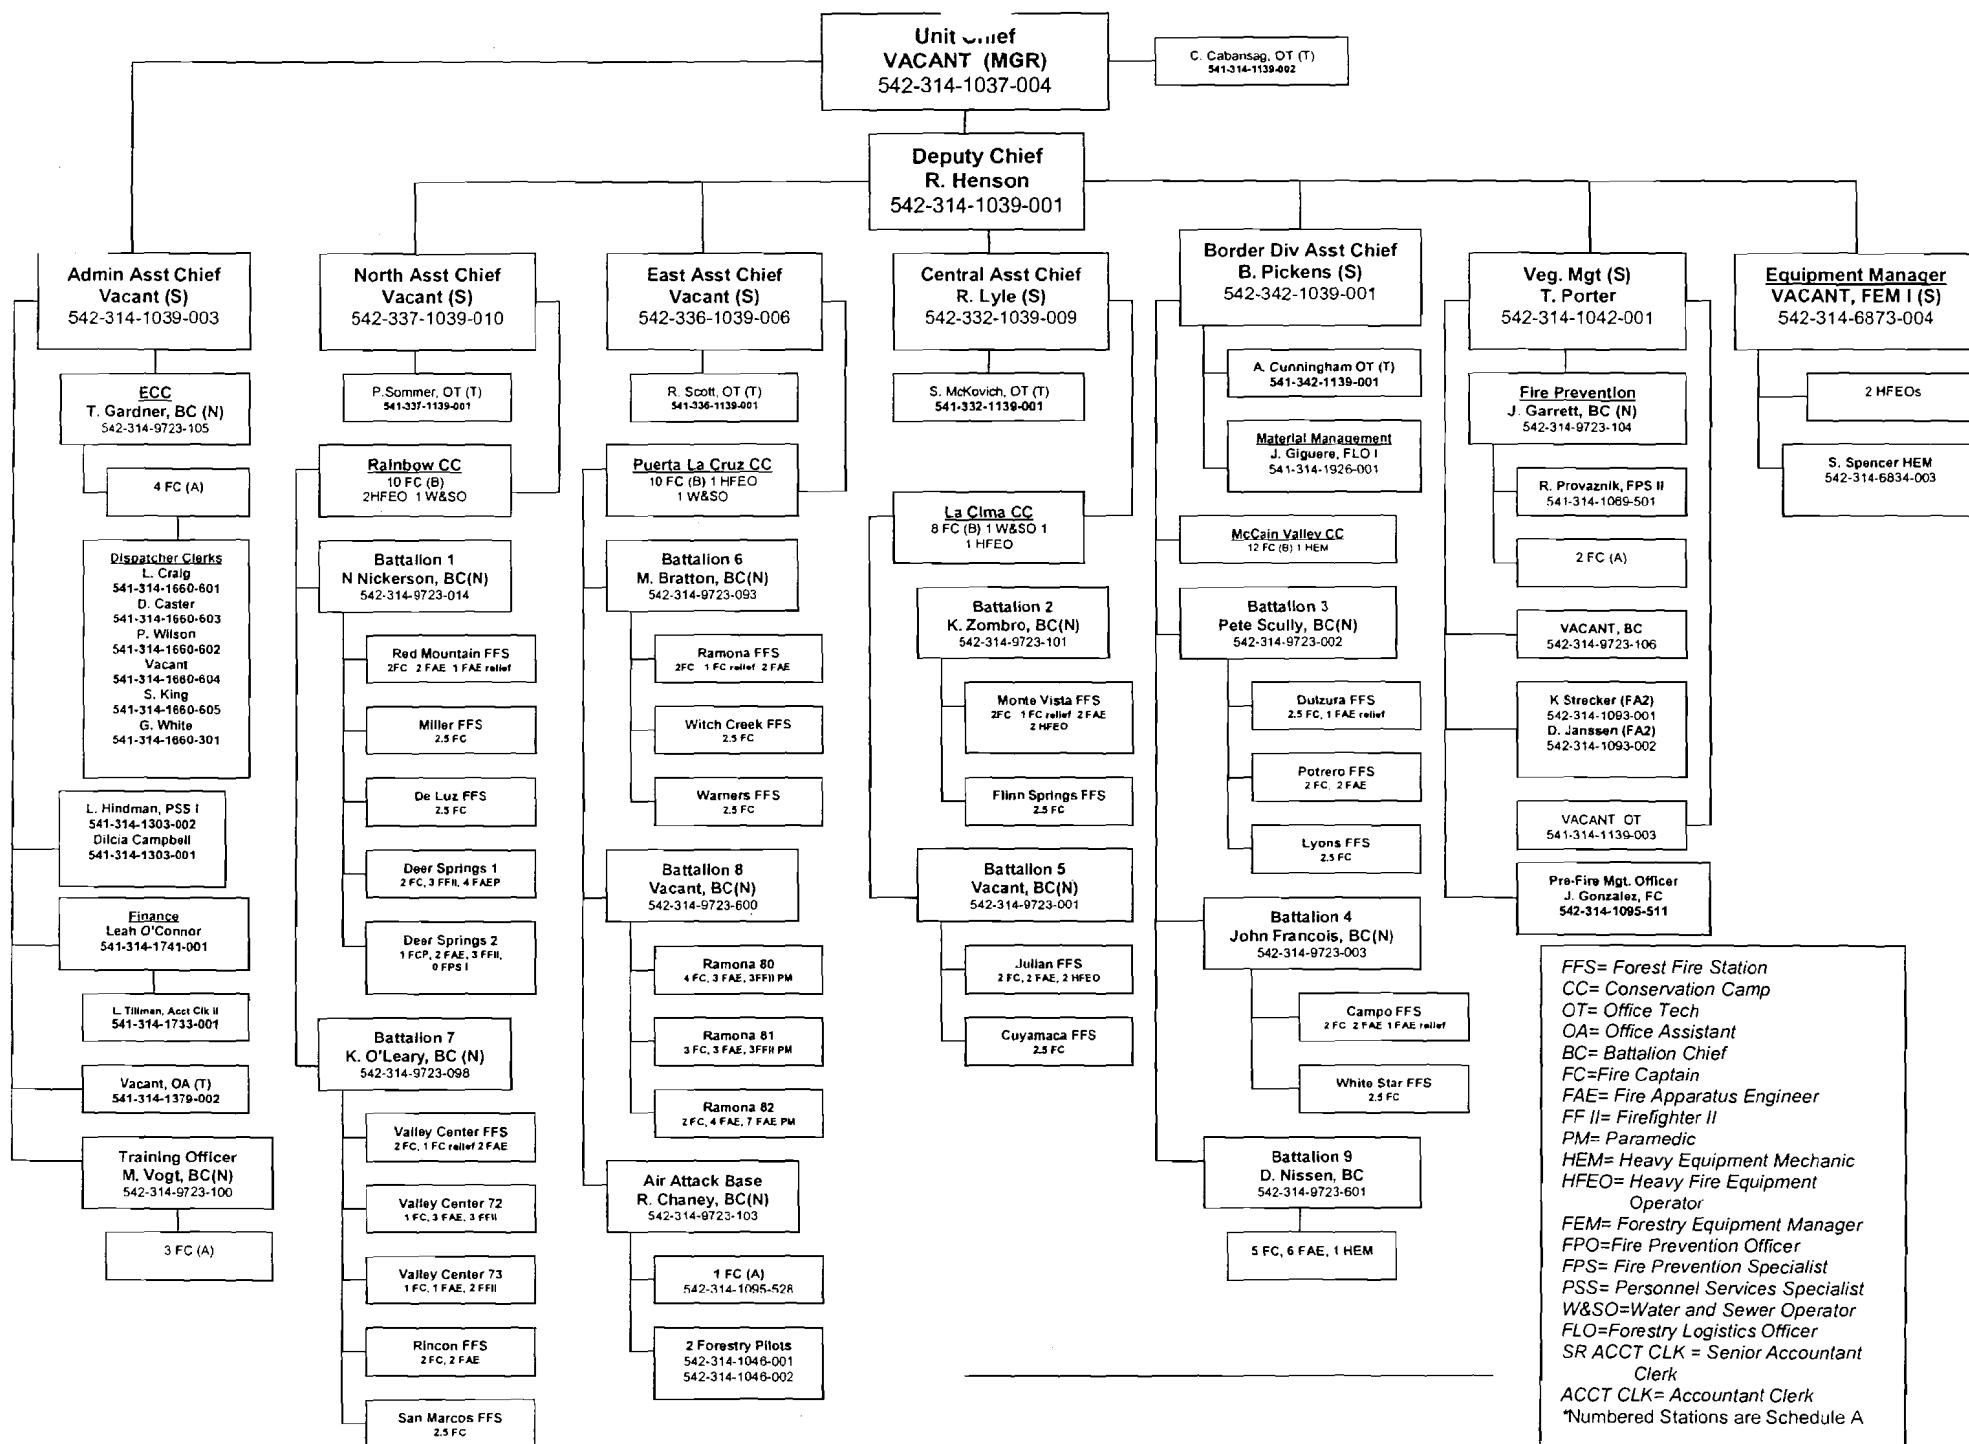 Unit
VACANT (MGR)
542-314-1037-004
C. Cabansag, OT (T)
541-314-1139-002
Deputy Chief
R. Henson
542-314-1039-001
Admin Asst Chief
Vacant (S)
542-314-1039-003
ECC
T. Gardner, BC (N)
542-314-9723-105
4 FC (A)
Dispatcher Clerks
L. Craig
541-314-1660-601
D. Caster
541-314-1660-603
P. Wilson
541-314-1660-602
Vacant
541-314-1660-604
S. King
541-314-1660-605
G. White
541-314-1660-301
L. Hindman, PSS I
541-314-1303-002
Dilcia Campbell
541-314-1303-001
Finance
Leah O'Connor
541-314-1741-001
L. Tillman, Acct Clk II
541-314-1733-001
Vacant, OA (T)
541-314-1379-002
Training Officer
M. Vogt, BC(N)
542-314-9723-100
3 FC (A)
North Asst Chief
Vacant (S)
542-337-1039-010
P.Sommer, OT (T)
541-337-1139-001
Rainbow CC
10 FC (B)
2HFEO 1 W&SO
Battalion 1
N Nickerson, BC(N)
542-314-9723-014
Red Mountain FFS
2FC 2 FAE 1 FAE relief
Miller FFS
2.5 FC
De Luz FFS
2.5 FC
Deer Springs 1
2 FC, 3 FFII, 4 FAEP
Deer Springs 2
1 FCP, 2 FAE, 3 FFII,
0 FPS I
Battalion 7
K. O'Leary, BC (N)
542-314-9723-098
Valley Center FFS
2 FC, 1 FC relief 2 FAE
Valley Center 72
1 FC, 3 FAE, 3 FFII
Valley Center 73
1 FC, 1 FAE, 2 FFII
Rincon FFS
2 FC, 2 FAE
San Marcos FFS
2.5 FC
East Asst Chief
Vacant (S)
542-336-1039-006
R. Scott, OT (T)
541-336-1139-001
Puerta La Cruz CC
10 FC (B) 1 HFEO
1 W&SO
Battalion 6
M. Bratton, BC(N)
542-314-9723-093
Ramona FFS
2FC 1 FC relief 2 FAE
Witch Creek FFS
2.5 FC
Warners FFS
2.5 FC
Battalion 8
Vacant, BC(N)
542-314-9723-600
Ramona 80
4 FC, 3 FAE, 3FFII PM
Ramona 81
3 FC, 3 FAE, 3FFII PM
Ramona 82
2 FC, 4 FAE, 7 FAE PM
Air Attack Base
R. Chaney, BC(N)
542-314-9723-103
1 FC (A)
542-314-1095-528
2 Forestry Pilots
542-314-1046-001
542-314-1046-002
Central Asst Chief
R. Lyle (S)
542-332-1039-009
S. McKovich, OT (T)
541-332-1139-001
La Cima CC
8 FC (B) 1 W&SO 1
1 HFEO
Battalion 2
K. Zombro, BC(N)
542-314-9723-101
Monte Vista FFS
2FC 1 FC relief 2 FAE
2 HFEO
Flinn Springs FFS
2.5 FC
Battalion 5
Vacant, BC(N)
542-314-9723-001
Julian FFS
2 FC, 2 FAE, 2 HFEO
Cuyamaca FFS
2.5 FC
Border Div Asst Chief
B. Pickens (S)
542-342-1039-001
A. Cunningham OT (T)
541-342-1139-001
Material Management
J. Giguere, FLO I
541-314-1926-001
McCain Valley CC
12 FC (B) 1 HEM
Battalion 3
Pete Scully, BC(N)
542-314-9723-002
Dulzura FFS
2.5 FC, 1 FAE relief
Potrero FFS
2 FC, 2 FAE
Lyons FFS
2.5 FC
Battalion 4
John Francois, BC(N)
542-314-9723-003
Campo FFS
2 FC 2 FAE 1 FAE relief
White Star FFS
2.5 FC
Battalion 9
D. Nissen, BC
542-314-9723-601
5 FC, 6 FAE, 1 HEM
Veg. Mgt (S)
T. Porter
542-314-1042-001
Fire Prevention
J. Garrett, BC (N)
542-314-9723-104
R. Provaznik, FPS II
541-314-1069-501
2 FC (A)
VACANT, BC
542-314-9723-106
K Strecker (FA2)
542-314-1093-001
D. Janssen (FA2)
542-314-1093-002
VACANT OT
541-314-1139-003
Pre-Fire Mgt. Officer
J. Gonzalez, FC
542-314-1095-511
Equipment Manager
VACANT, FEM I (S)
542-314-6873-004
2 HFEOs
S. Spencer HEM
542-314-6834-003
FFS= Forest Fire Station
CC= Conservation Camp
OT= Office Tech
OA= Office Assistant
BC= Battalion Chief
FC=Fire Captain
FAE= Fire Apparatus Engineer
FF II= Firefighter II
PM= Paramedic
HEM= Heavy Equipment Mechanic
HFEO= Heavy Fire Equipment
Operator
FEM= Forestry Equipment Manager
FPO=Fire Prevention Officer
FPS= Fire Prevention Specialist
PSS= Personnel Services Specialist
W&SO=Water and Sewer Operator
FLO=Forestry Logistics Officer
SR ACCT CLK = Senior Accountant
Clerk
ACCT CLK= Accountant Clerk
*Numbered Stations are Schedule A